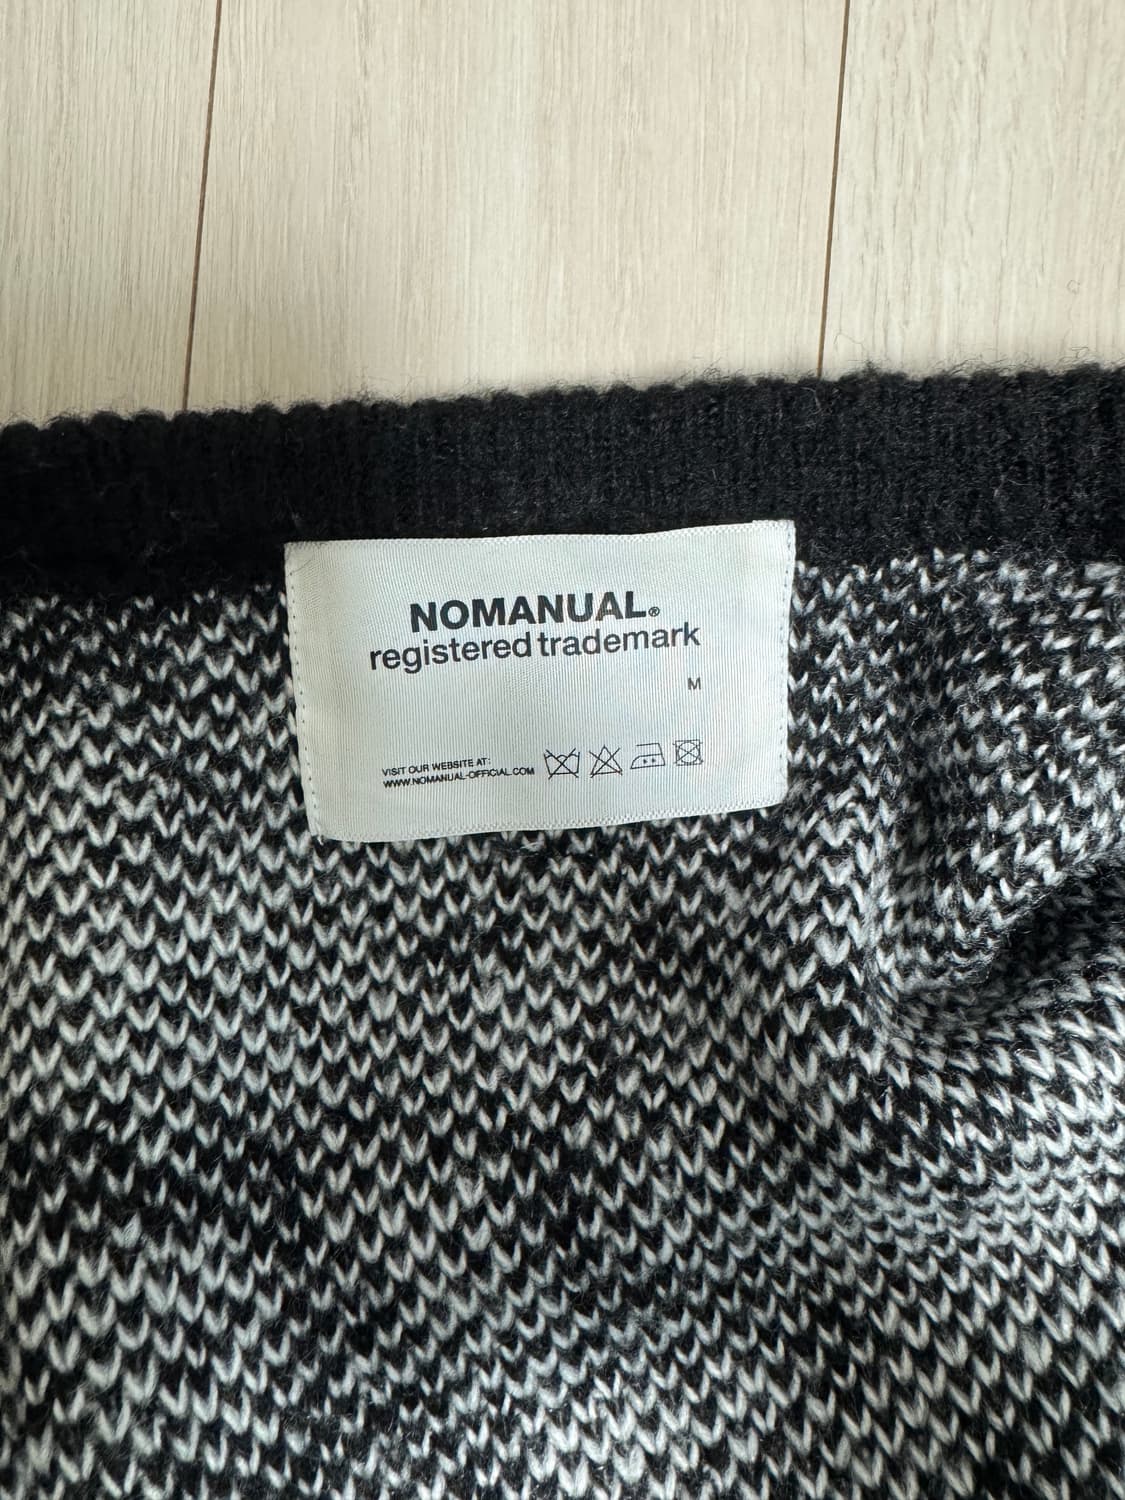 NOMANUAL®
registered trademark
M
VISIT OUR WEBSITE AT:
WWW.NOMANUAL-OFFICIAL.COM